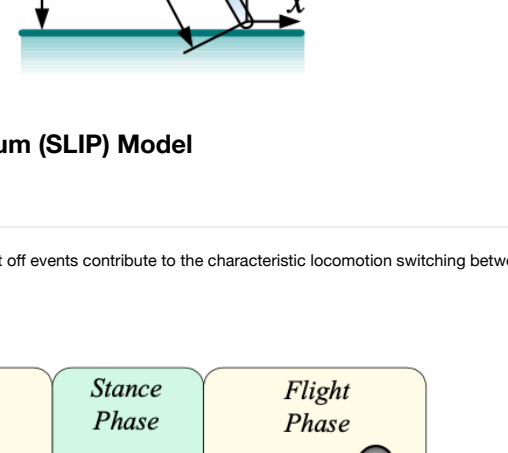 x
um (SLIP) Model
t off events contribute to the characteristic locomotion switching betw
Stance
Phase
Flight
Phase